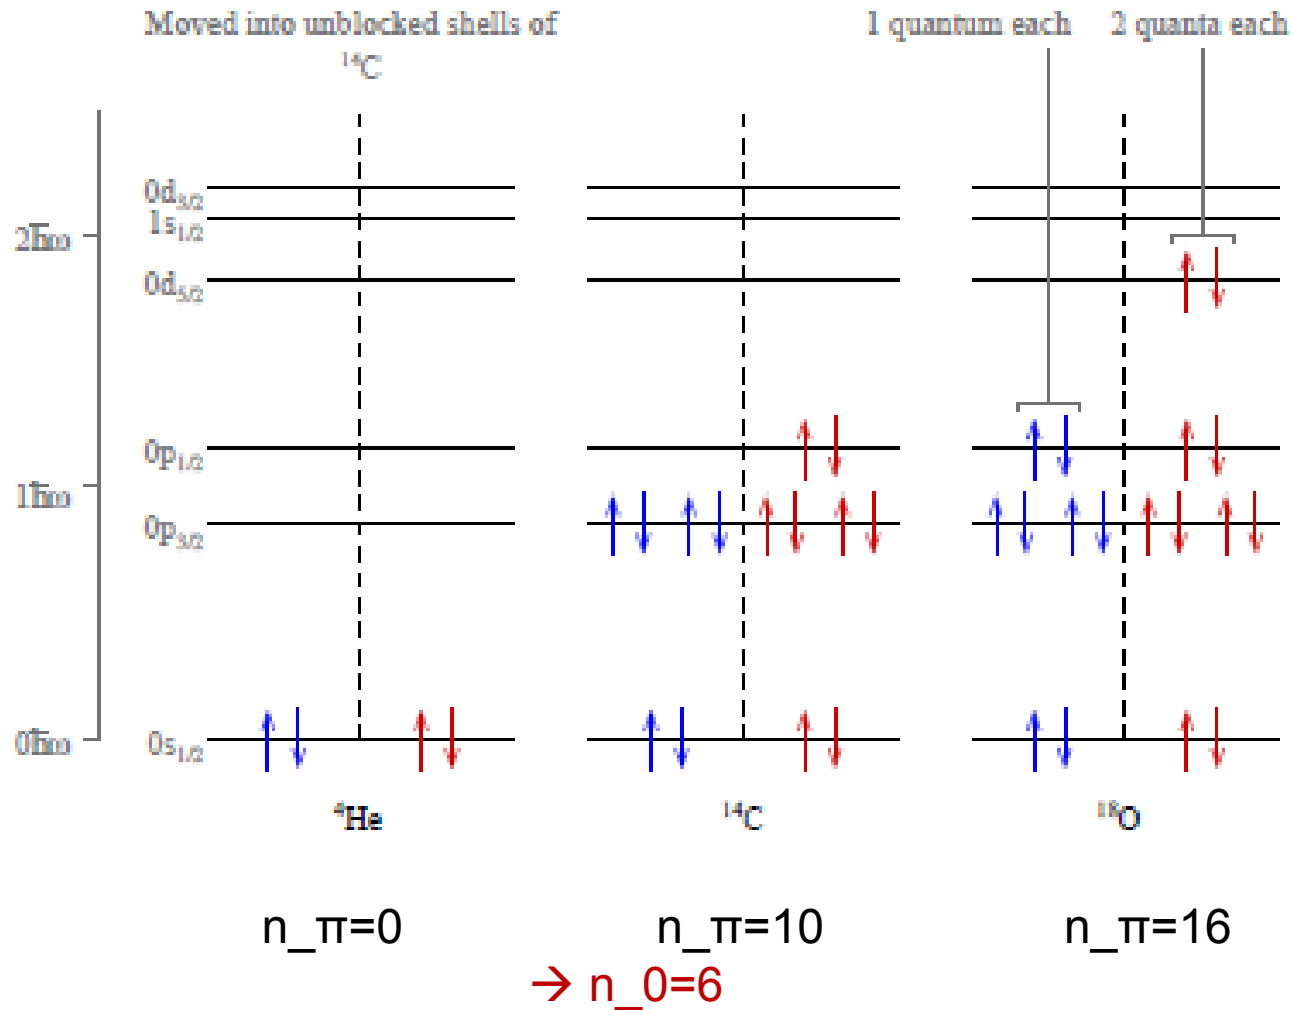 Moved into unblocked shells of
¹⁴C
1 quantum each
2 quanta each
0d₃/₂
1s₁/₂
2ħω
0d₅/₂
0p₁/₂
1ħω
0p₃/₂
0ħω
0s₁/₂
⁴He
¹⁴C
¹⁸O
n_π=0
n_π=10
n_π=16
→ n_0=6